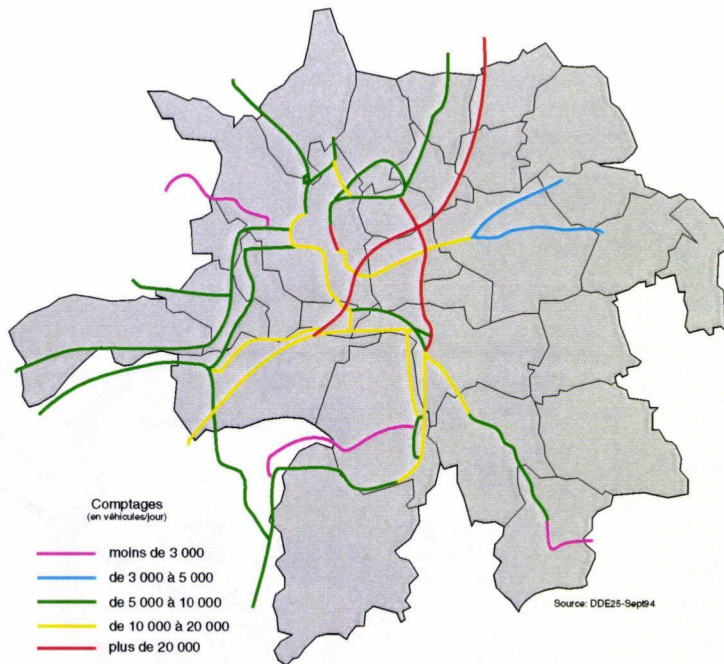 Comptages
(en véhicules/jour)
moins de 3 000
de 3 000 à 5 000
de 5 000 à 10 000
de 10 000 à 20 000
plus de 20 000
Source: DDE25-Sept94